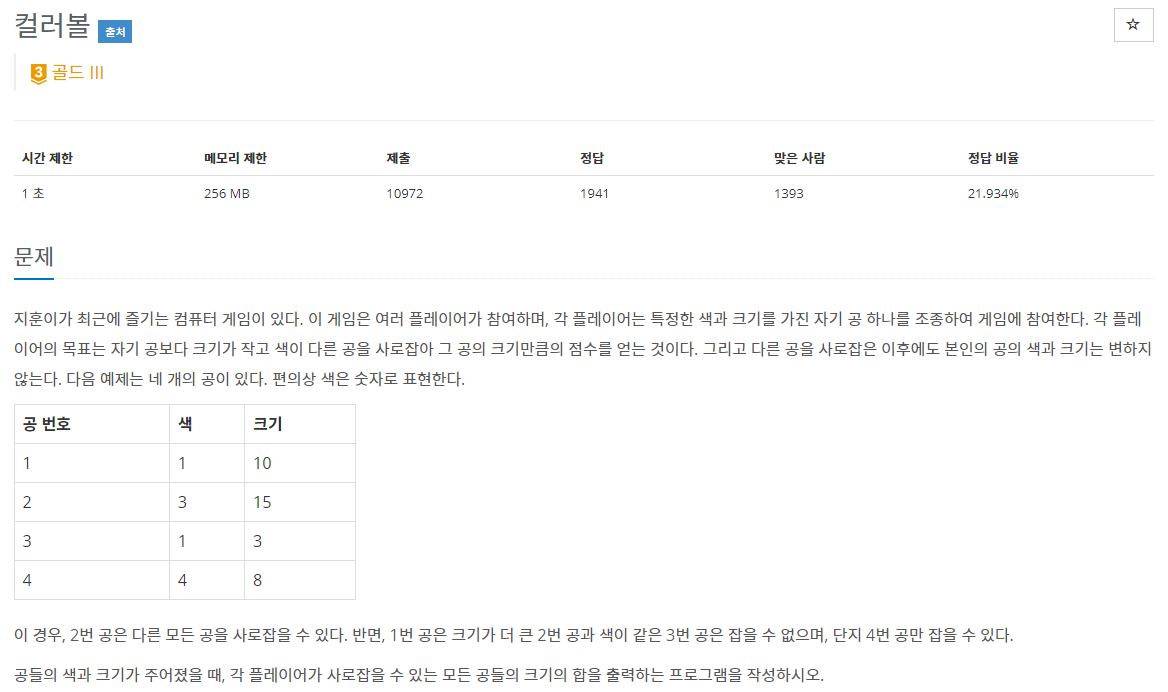 컬러볼 출처
☆
3 골드 III
시간 제한 메모리 제한 제출 정답 맞은 사람 정답 비율
1 초 256 MB 10972 1941 1393 21.934%
문제
지훈이가 최근에 즐기는 컴퓨터 게임이 있다. 이 게임은 여러 플레이어가 참여하며, 각 플레이어는 특정한 색과 크기를 가진 자기 공 하나를 조종하여 게임에 참여한다. 각 플레
이어의 목표는 자기 공보다 크기가 작고 색이 다른 공을 사로잡아 그 공의 크기만큼의 점수를 얻는 것이다. 그리고 다른 공을 사로잡은 이후에도 본인의 공의 색과 크기는 변하지
않는다. 다음 예제는 네 개의 공이 있다. 편의상 색은 숫자로 표현한다.
공 번호 색 크기
1 1 10
2 3 15
3 1 3
4 4 8
이 경우, 2번 공은 다른 모든 공을 사로잡을 수 있다. 반면, 1번 공은 크기가 더 큰 2번 공과 색이 같은 3번 공은 잡을 수 없으며, 단지 4번 공만 잡을 수 있다.
공들의 색과 크기가 주어졌을 때, 각 플레이어가 사로잡을 수 있는 모든 공들의 크기의 합을 출력하는 프로그램을 작성하시오.